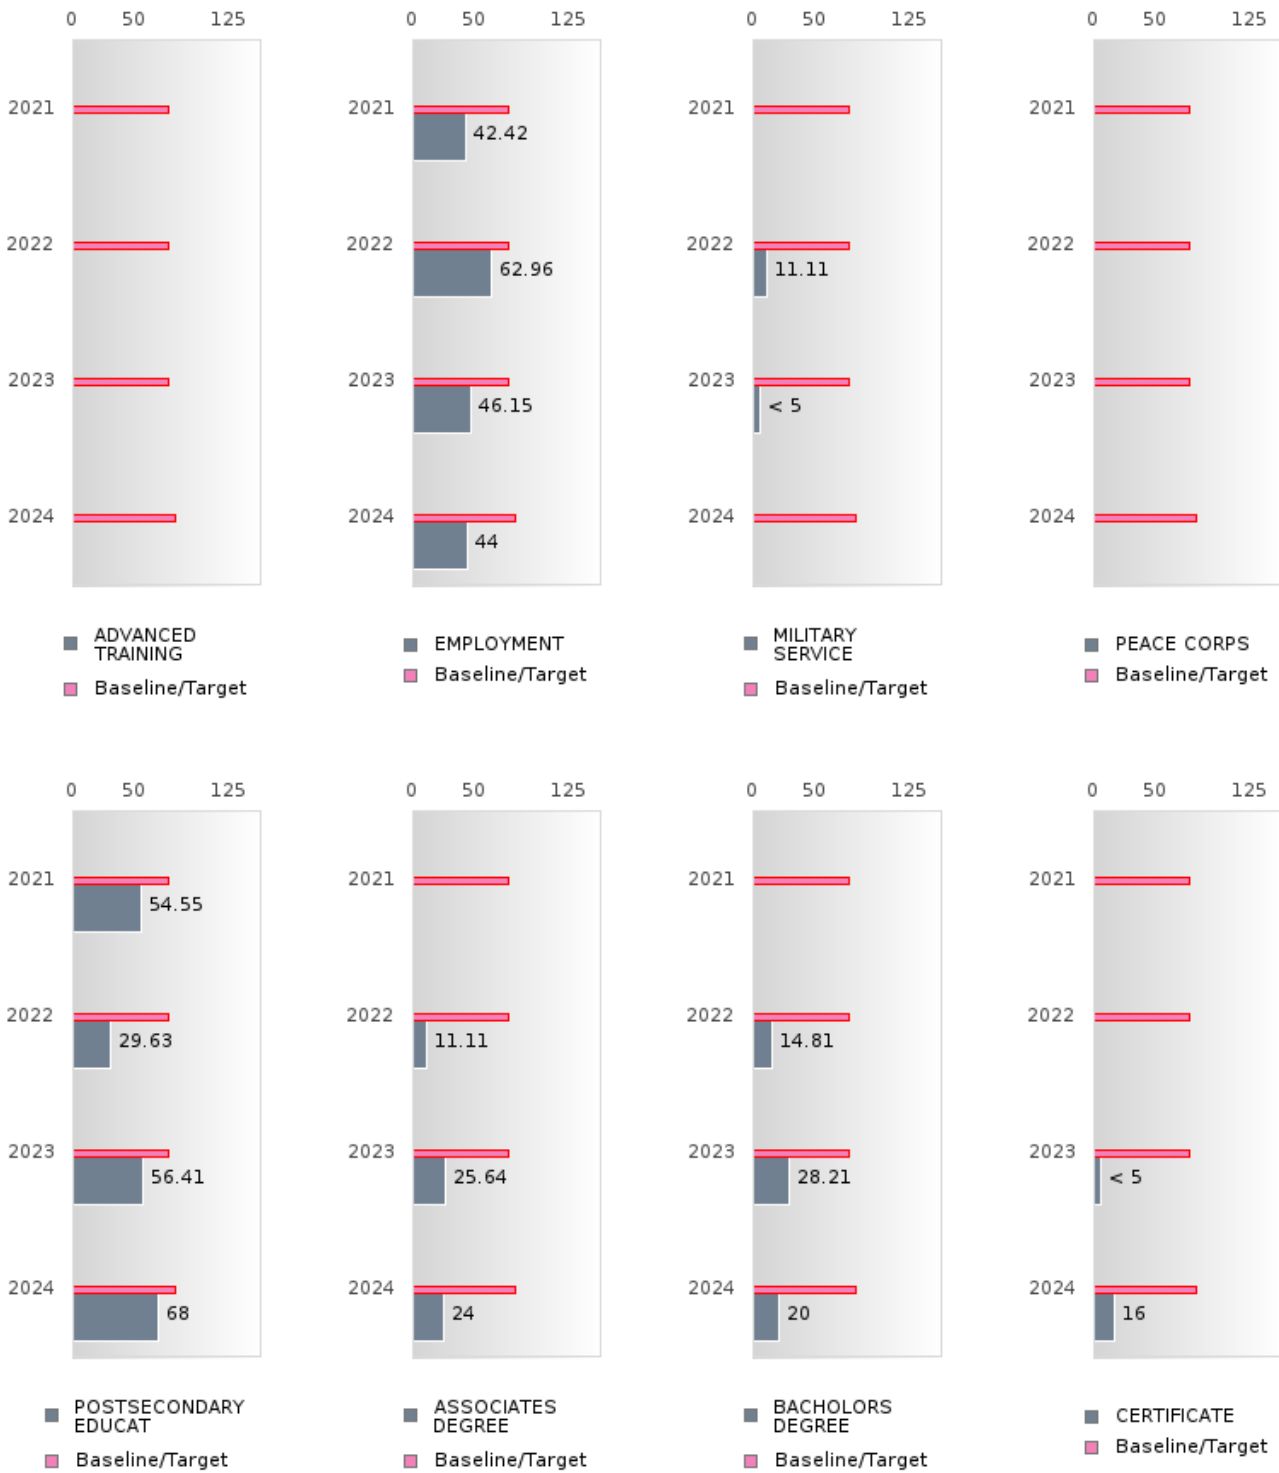 0 50 125 0 50 125 0 50 125 0 50 125
2021 2021 2021 2021
42.42
2022 2022 2022 2022
62.96 11.11
2023 2023 2023 2023
46.15 < 5
2024 2024 2024 2024
44
ADVANCED
TRAINING
Baseline/Target
EMPLOYMENT
Baseline/Target
MILITARY
SERVICE
Baseline/Target
PEACE CORPS
Baseline/Target
0 50 125 0 50 125 0 50 125 0 50 125
2021 2021 2021 2021
54.55
2022 2022 2022 2022
29.63 11.11 14.81
2023 2023 2023 2023
56.41 25.64 28.21 < 5
2024 2024 2024 2024
68 24 20 16
POSTSECONDARY
EDUCAT
Baseline/Target
ASSOCIATES
DEGREE
Baseline/Target
BACHOLORS
DEGREE
Baseline/Target
CERTIFICATE
Baseline/Target